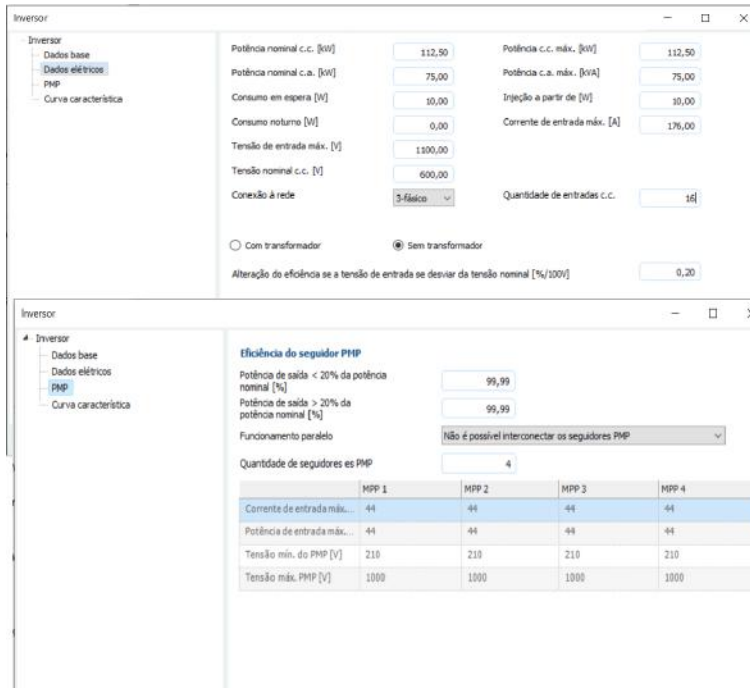 Inversor
Inversor
Dados base
Dados elétricos
PMP
Curva característica
Potência nominal c.c. [kW] 112,50 Potência c.c. máx. [kW] 112,50
Potência nominal c.a. [kW] 75,00 Potência c.a. máx. [kVA] 75,00
Consumo em espera [W] 10,00 Injeção a partir de [W] 10,00
Consumo noturno [W] 0,00 Corrente de entrada máx. [A] 176,00
Tensão de entrada máx. [V] 1100,00
Tensão nominal c.c. [V] 600,00
Conexão à rede 3-fásico Quantidade de entradas c.c. 16
Com transformador Sem transformador
Alteração do eficiência se a tensão de entrada se desviar da tensão nominal [%/100V] 0,20
Inversor
Inversor
Dados base
Dados elétricos
PMP
Curva característica
Eficiência do seguidor PMP
Potência de saída < 20% da potência
nominal [%] 99,99
Potência de saída > 20% da
potência nominal [%] 99,99
Funcionamento paralelo Não é possível interconectar os seguidores PMP
Quantidade de seguidores es PMP 4
MPP 1 MPP 2 MPP 3 MPP 4
Corrente de entrada máx.... 44 44 44 44
Potência de entrada máx.... 44 44 44 44
Tensão mín. do PMP [V] 210 210 210 210
Tensão máx. PMP [V] 1000 1000 1000 1000